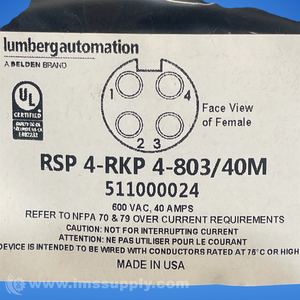 lumbergautomation
A BELDEN BRAND
UL
CERTIFIED
1
4
2
3
Face View
of Female
RSP 4-RKP 4-803/40M
511000024
600 VAC, 40 AMPS
REFER TO NFPA 70 & 79 OVER CURRENT REQUIREMENTS
CAUTION: NOT FOR INTERRUPTING CURRENT
ATTENTION: NE PAS UTILISER POUR LE COURANT
DEVICE IS INTENDED TO BE WIRED WITH CONDUCTORS RATED AT 75°C OR HIGH
MADE IN USA
© www.imssupply.com